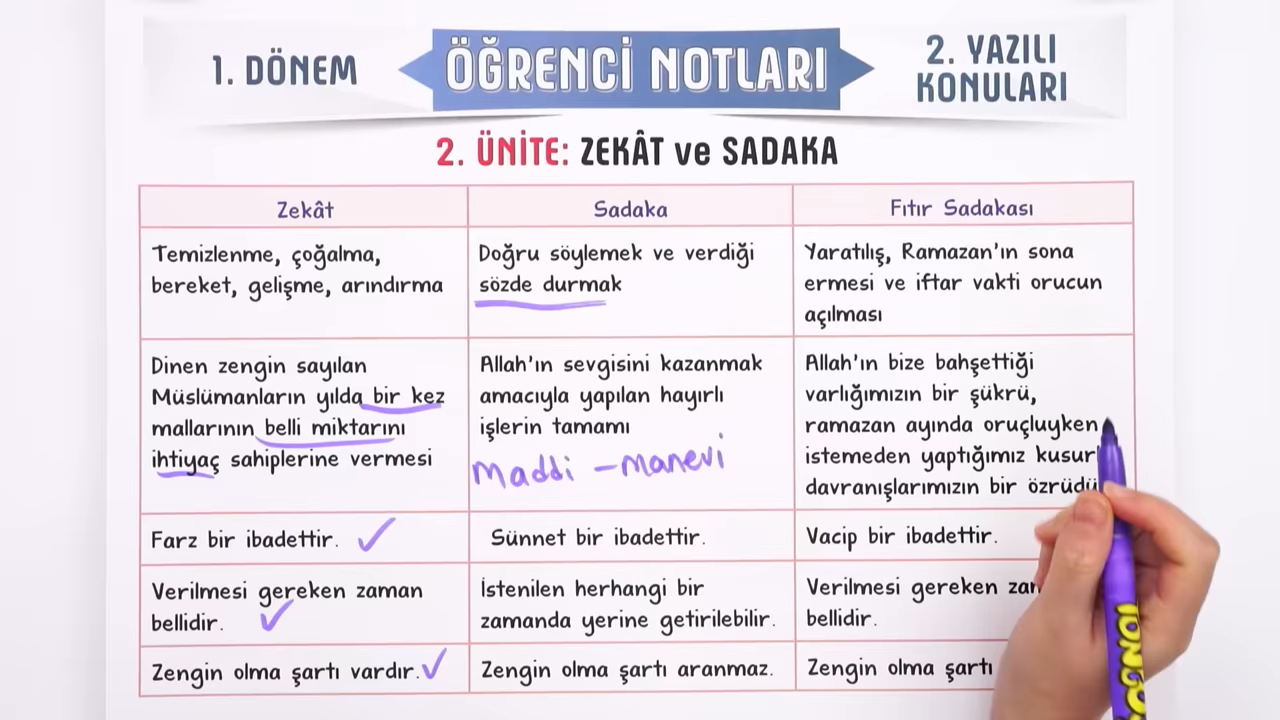 1. DÖNEM
ÖĞRENCİ NOTLARI
2. YAZILI
KONULARI
2. ÜNİTE: ZEKÂT ve SADAKA
Zekât
Sadaka
Fıtır Sadakası
Temizlenme, çoğalma,
bereket, gelişme, arındırma
Doğru söylemek ve verdiği
sözde durmak
Yaratılış, Ramazan'ın sona
ermesi ve iftar vakti orucun
açılması
Dinen zengin sayılan
Müslümanların yılda bir kez
mallarının belli miktarını
ihtiyaç sahiplerine vermesi
Allah'ın sevgisini kazanmak
amacıyla yapılan hayırlı
işlerin tamamı
Maddi - Manevi
Allah'ın bize bahşettiği
varlığımızın bir şükrü,
ramazan ayında oruçluyken
istemeden yaptığımız
davranışlarımızın bir
Farz bir ibadettir.
Sünnet bir ibadettir.
Vacip bir ibadettir.
Verilmesi gereken zaman
bellidir.
İstenilen herhangi bir
zamanda yerine getirilebilir.
Verilmesi gereken
bellidir.
Zengin olma şartı vardır.
Zengin olma şartı aranmaz.
Zengin olma şartı